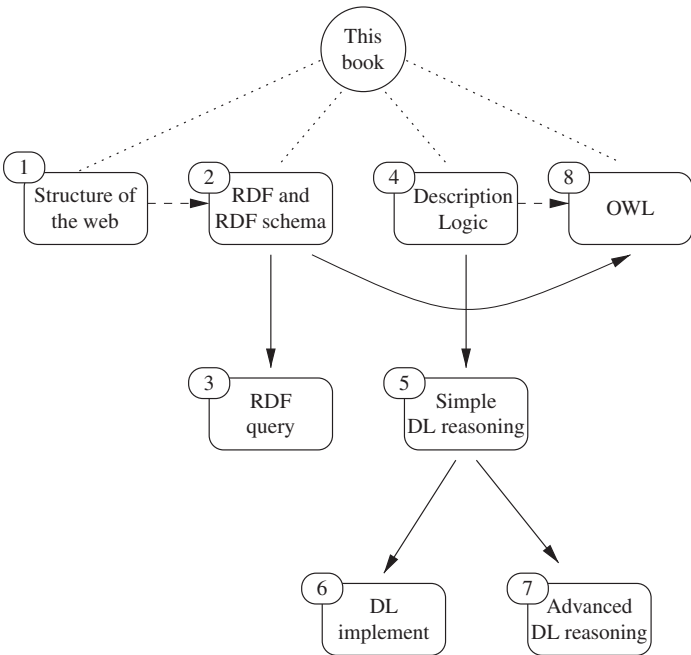 This
book
1
Structure of
the web
2
RDF and
RDF schema
4
Description
Logic
8
OWL
3
RDF
query
5
Simple
DL reasoning
6
DL
implement
7
Advanced
DL reasoning